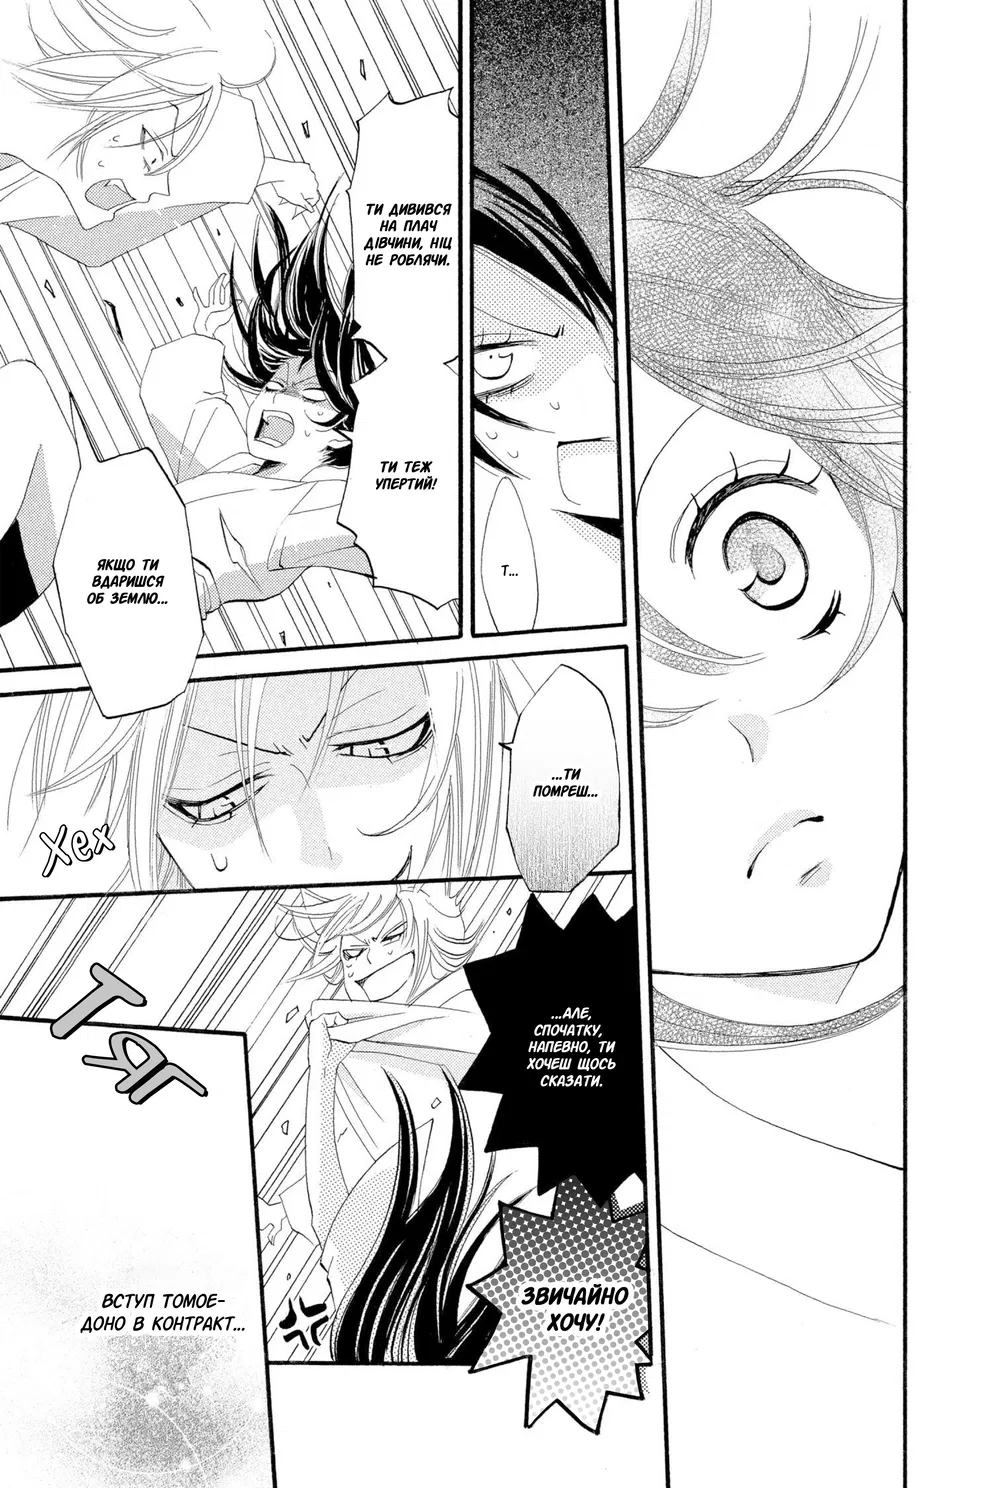 Т...
ТИ ДИВИВСЯ
НА ПЛАЧ
ДІВЧИНИ, НІЦ
НЕ РОБЛЯЧИ.
ТИ ТЕЖ
УПЕРТИЙ!
ЯКЩО ТИ
ВДАРИШСЯ
ОБ ЗЕМЛЮ...
...ТИ
ПОМРЕШ...
Хех
...АЛЕ,
СПОЧАТКУ,
НАПЕВНО, ТИ
ХОЧЕШ ЩОСЬ
СКАЗАТИ.
ТЯГ
ЗВИЧАЙНО
ХОЧУ!
ВСТУП ТОМОЕ-
ДОНО В КОНТРАКТ...